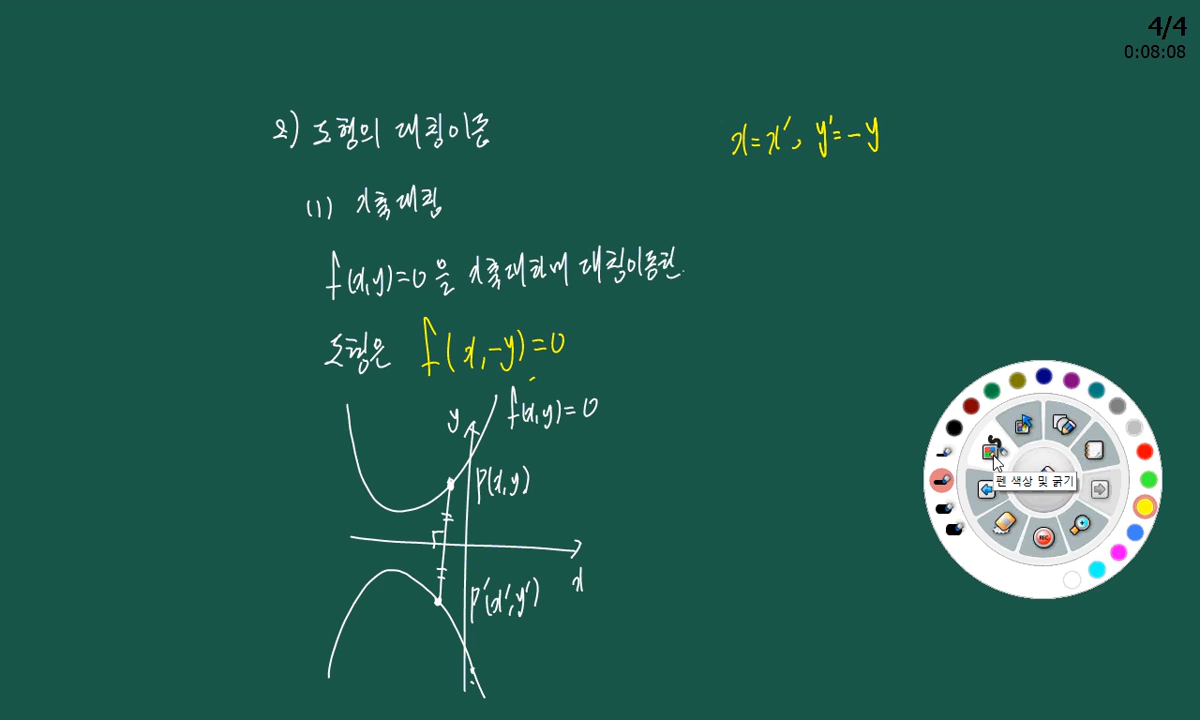 4/4
0:08:08
2) 도형의 대칭이동
x=x', y'=-y
(1) x축대칭
f(x,y)=0을 x축대하여 대칭이동한
도형은 f(x,-y)=0
y
f(x,y)=0
P(x,y)
펜 색상 및 굵기
REC
x
P'(x',y')